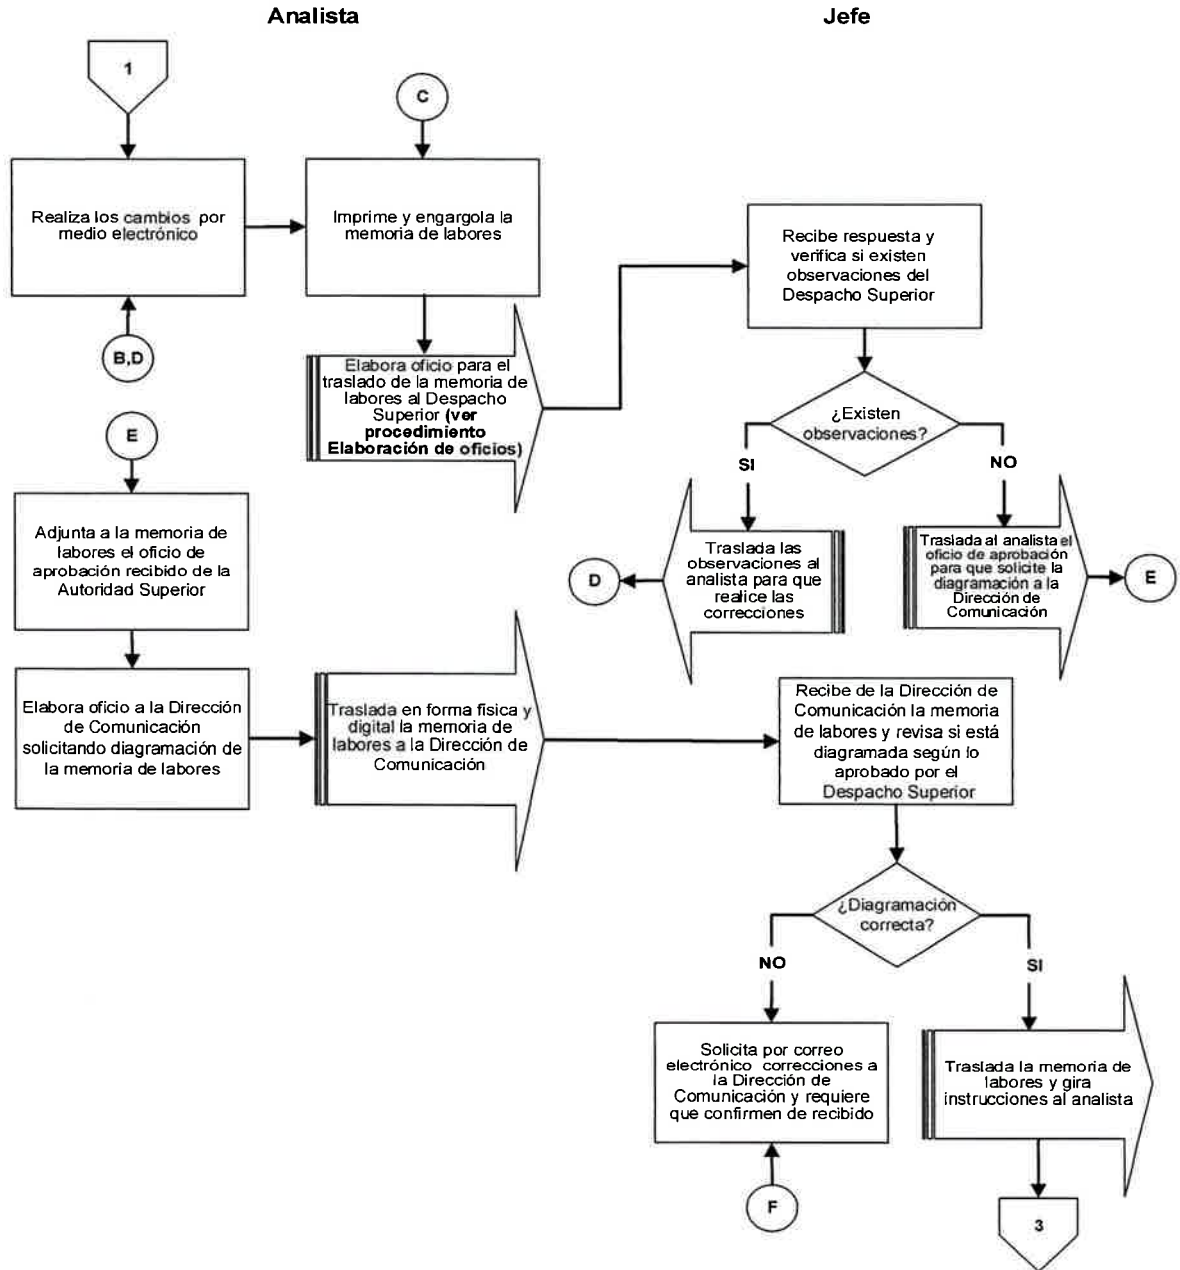 Analista
Jefe
1
C
Realiza los cambios por
medio electrónico
Imprime y engargola la
memoria de labores
Recibe respuesta y
verifica si existen
observaciones del
Despacho Superior
B,D
Elabora oficio para el
traslado de la memoria de
labores al Despacho
Superior (ver
procedimiento
Elaboración de oficios)
¿Existen
observaciones?
E
SI
NO
Adjunta a la memoria de
labores el oficio de
aprobación recibido de la
Autoridad Superior
D
Traslada las
observaciones al
analista para que
realice las
correcciones
Traslada al analista el
oficio de aprobación
para que solicite la
diagramación a la
Dirección de
Comunicación
E
Elabora oficio a la Dirección
de Comunicación
solicitando diagramación de
la memoria de labores
Traslada en forma física y
digital la memoria de
labores a la Dirección de
Comunicación
Recibe de la Dirección de
Comunicación la memoria
de labores y revisa si está
diagramada según lo
aprobado por el
Despacho Superior
¿Diagramación
correcta?
NO
SI
Solicita por correo
electrónico correcciones a
la Dirección de
Comunicación y requiere
que confirmen de recibido
Traslada la memoria de
labores y gira
instrucciones al analista
F
3